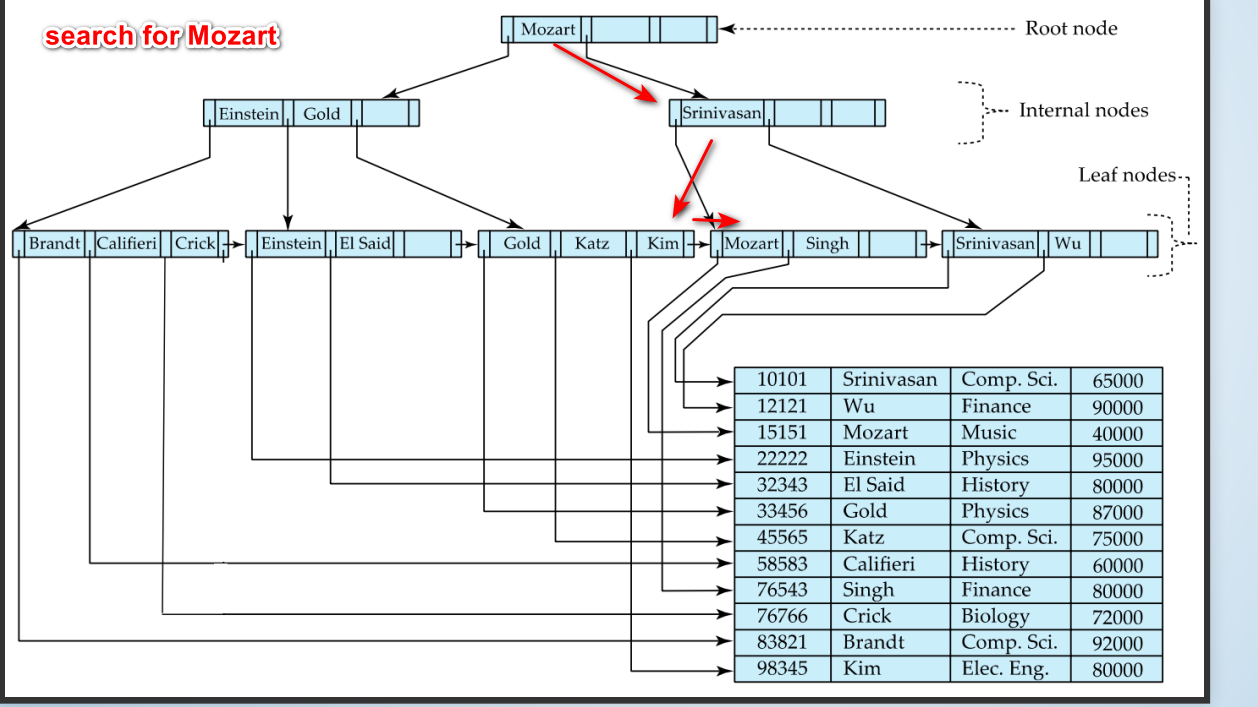 search for Mozart
Mozart
Root node
Einstein Gold
Srinivasan
Internal nodes
Leaf nodes
Brandt Califieri Crick Einstein El Said Gold Katz Kim Mozart Singh Srinivasan Wu
10101 Srinivasan Comp. Sci. 65000
12121 Wu Finance 90000
15151 Mozart Music 40000
22222 Einstein Physics 95000
32343 El Said History 80000
33456 Gold Physics 87000
45565 Katz Comp. Sci. 75000
58583 Califieri History 60000
76543 Singh Finance 80000
76766 Crick Biology 72000
83821 Brandt Comp. Sci. 92000
98345 Kim Elec. Eng. 80000